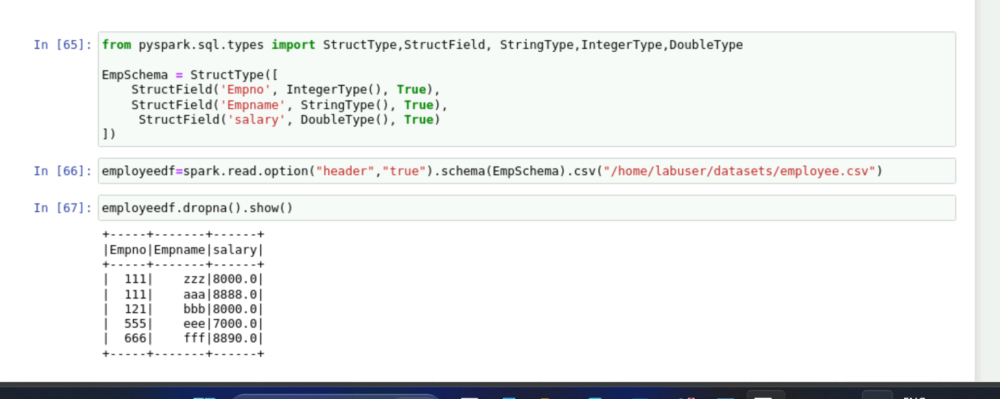 In [65]: from pyspark.sql.types import StructType,StructField, StringType,IntegerType,DoubleType
EmpSchema = StructType([
    StructField('Empno', IntegerType(), True),
    StructField('Empname', StringType(), True),
     StructField('salary', DoubleType(), True)
])
In [66]: employeedf=spark.read.option("header","true").schema(EmpSchema).csv("/home/labuser/datasets/employee.csv")
In [67]: employeedf.dropna().show()
+-----+-------+------+
|Empno|Empname|salary|
+-----+-------+------+
|  111|    zzz|8000.0|
|  111|    aaa|8888.0|
|  121|    bbb|8000.0|
|  555|    eee|7000.0|
|  666|    fff|8890.0|
+-----+-------+------+